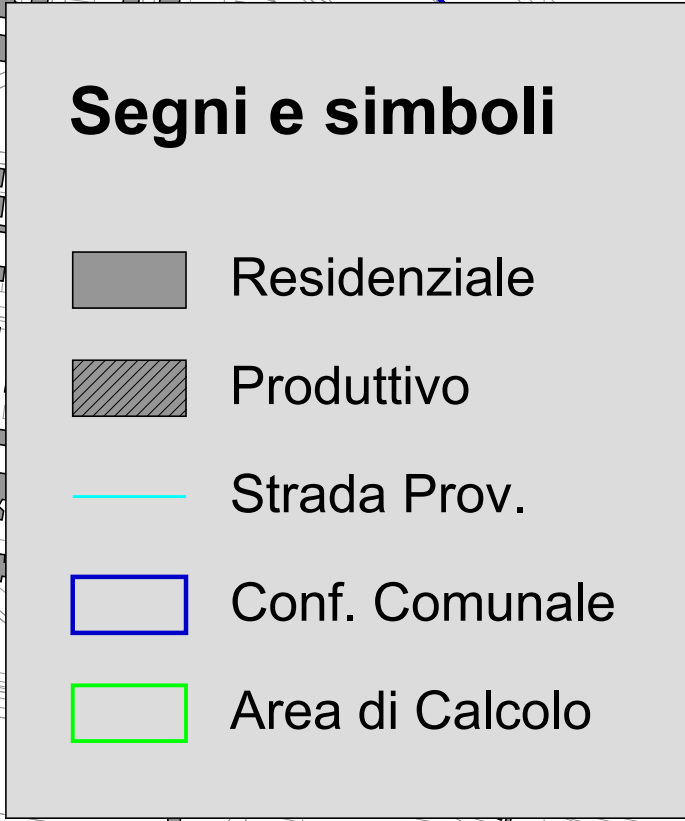 Segni e simboli
Residenziale
Produttivo
Strada Prov.
Conf. Comunale
Area di Calcolo